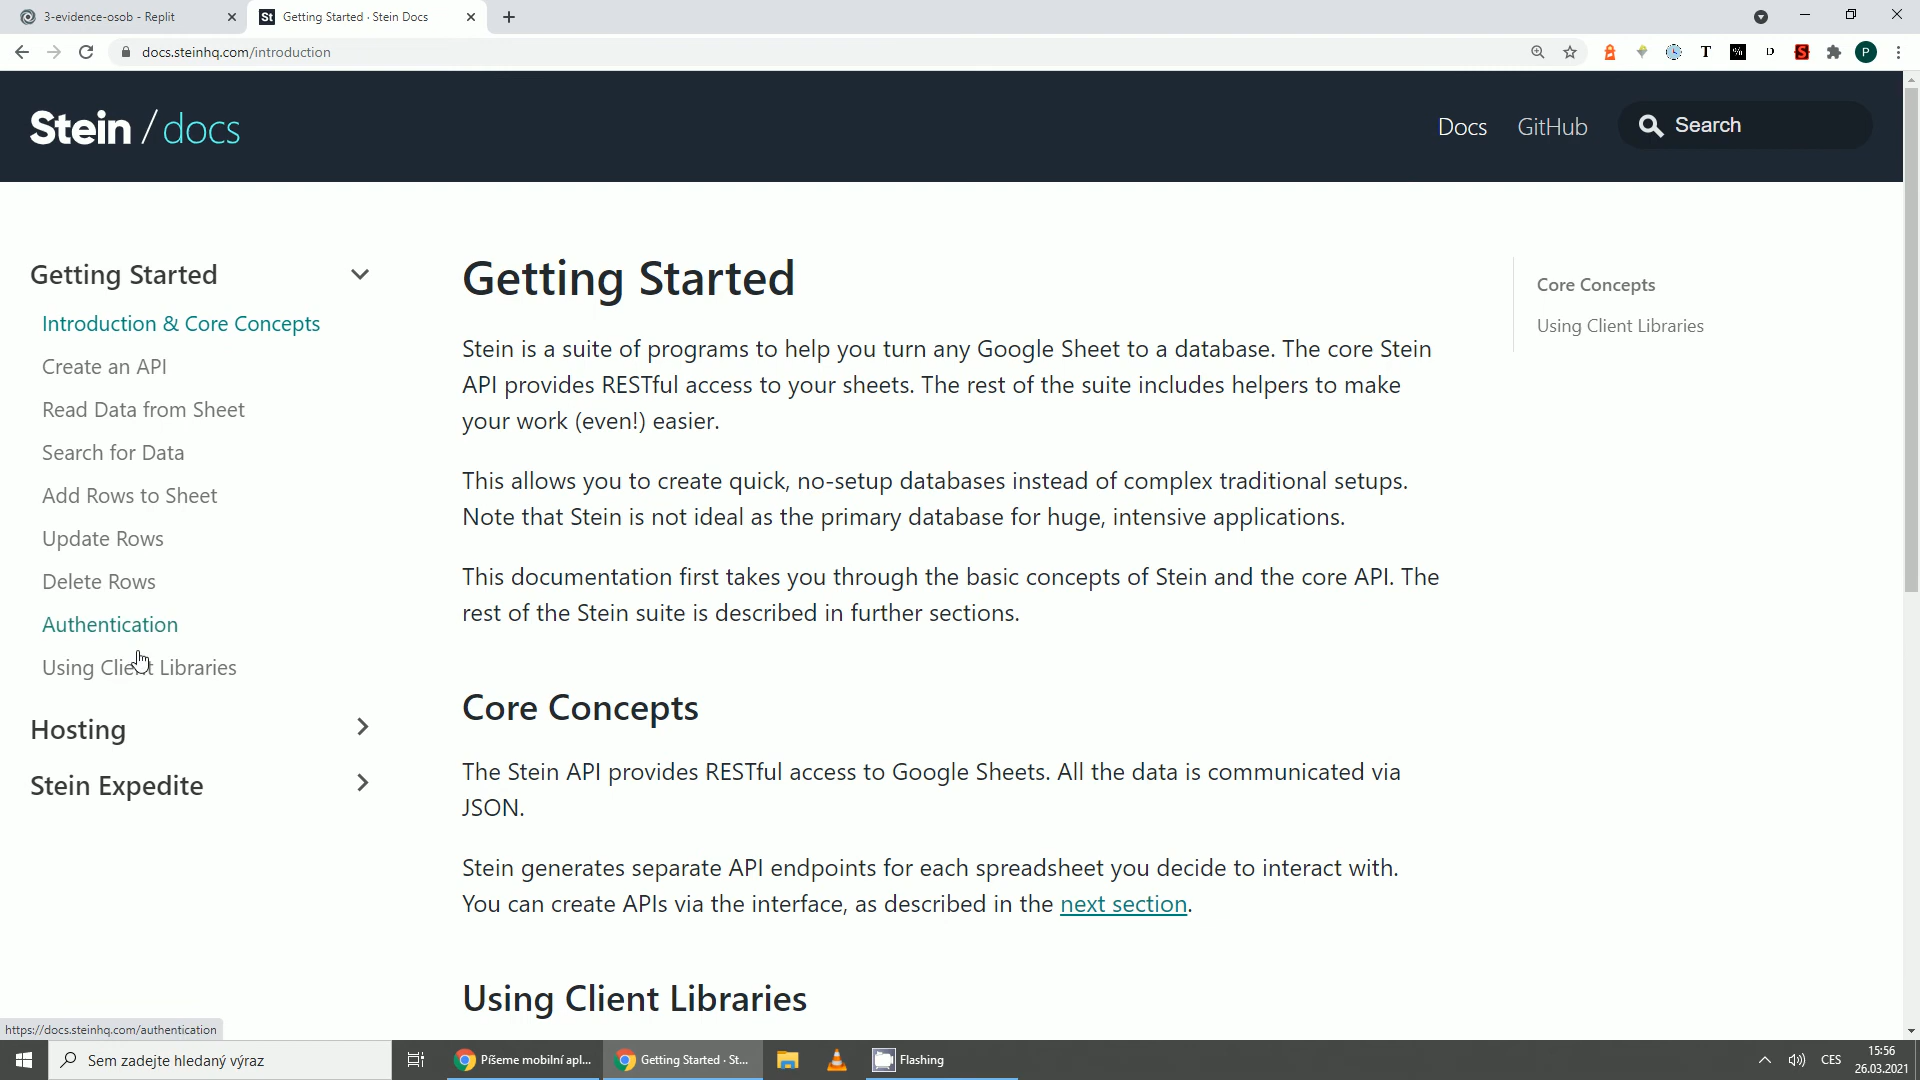 3-evidence-osob - Replit
Getting Started · Stein Docs
docs.steinhq.com/introduction
T
P
Stein / docs
Docs
GitHub
Search
Getting Started
Introduction & Core Concepts
Create an API
Read Data from Sheet
Search for Data
Add Rows to Sheet
Update Rows
Delete Rows
Authentication
Using Client Libraries
Hosting
Stein Expedite
Getting Started
Stein is a suite of programs to help you turn any Google Sheet to a database. The core Stein
API provides RESTful access to your sheets. The rest of the suite includes helpers to make
your work (even!) easier.
This allows you to create quick, no-setup databases instead of complex traditional setups.
Note that Stein is not ideal as the primary database for huge, intensive applications.
This documentation first takes you through the basic concepts of Stein and the core API. The
rest of the Stein suite is described in further sections.
Core Concepts
The Stein API provides RESTful access to Google Sheets. All the data is communicated via
JSON.
Stein generates separate API endpoints for each spreadsheet you decide to interact with.
You can create APIs via the interface, as described in the next section.
Using Client Libraries
Core Concepts
Using Client Libraries
https://docs.steinhq.com/authentication
Sem zadejte hledaný výraz
Píšeme mobilní apl...
Getting Started · St...
Flashing
CES
15:56
26.03.2021